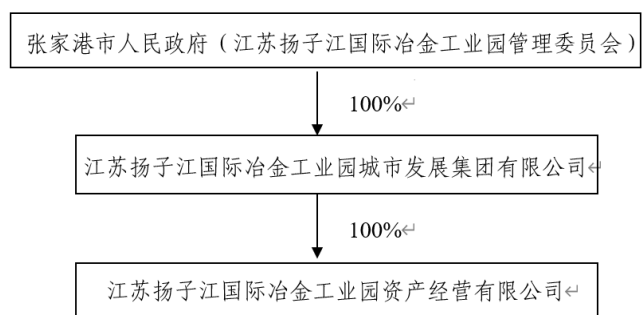 张家港市人民政府（江苏扬子江国际冶金工业园管理委员会）
100%↵
江苏扬子江国际冶金工业园城市发展集团有限公司↵
100%↵
江苏扬子江国际冶金工业园资产经营有限公司↵